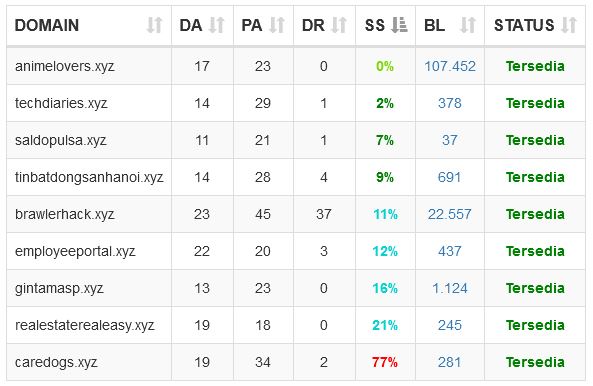 DOMAIN DA PA DR SS BL STATUS
animelovers.xyz 17 23 0 0% 107.452 Tersedia
techdiaries.xyz 14 29 1 2% 378 Tersedia
saldopulsa.xyz 11 21 1 7% 37 Tersedia
tinbatdongsanhanoi.xyz 14 28 4 9% 691 Tersedia
brawlerhack.xyz 23 45 37 11% 22.557 Tersedia
employeeportal.xyz 22 20 3 12% 437 Tersedia
gintamasp.xyz 13 23 0 16% 1.124 Tersedia
realestaterealeasy.xyz 19 18 0 21% 245 Tersedia
caredogs.xyz 19 34 2 77% 281 Tersedia